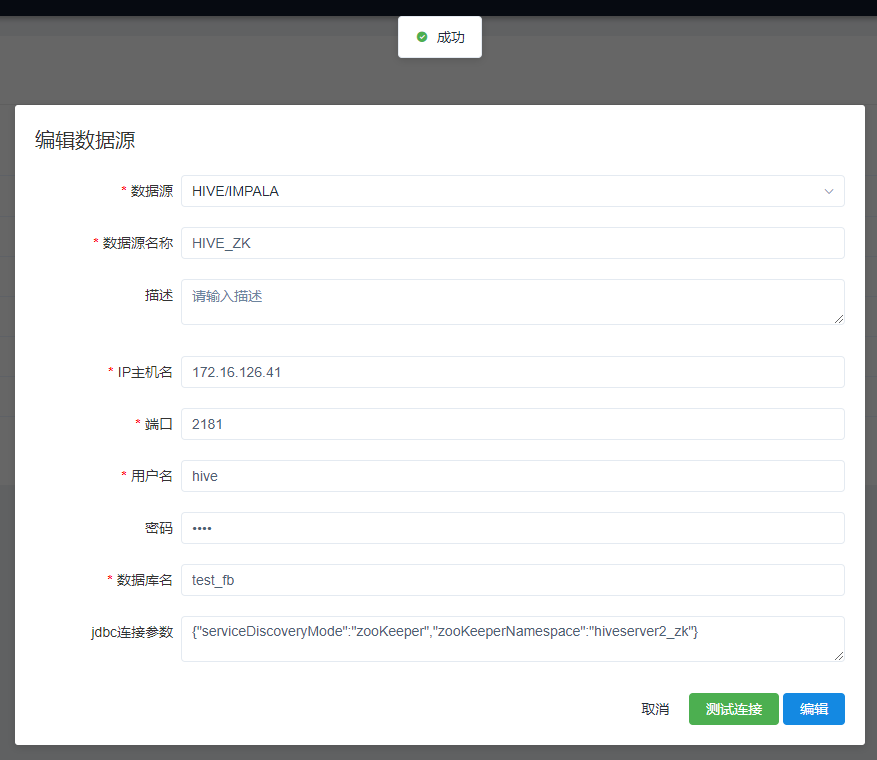 成功
编辑数据源
* 数据源 HIVE/IMPALA
* 数据源名称 HIVE_ZK
描述 请输入描述
* IP主机名 172.16.126.41
* 端口 2181
* 用户名 hive
密码 ••••
* 数据库名 test_fb
jdbc连接参数 {"serviceDiscoveryMode":"zooKeeper","zooKeeperNamespace":"hiveserver2_zk"}
取消 测试连接 编辑